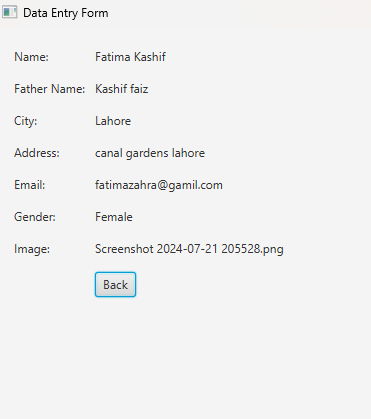 Data Entry Form
Name: Fatima Kashif
Father Name: Kashif faiz
City: Lahore
Address: canal gardens lahore
Email: fatimazahra@gamil.com
Gender: Female
Image: Screenshot 2024-07-21 205528.png
Back